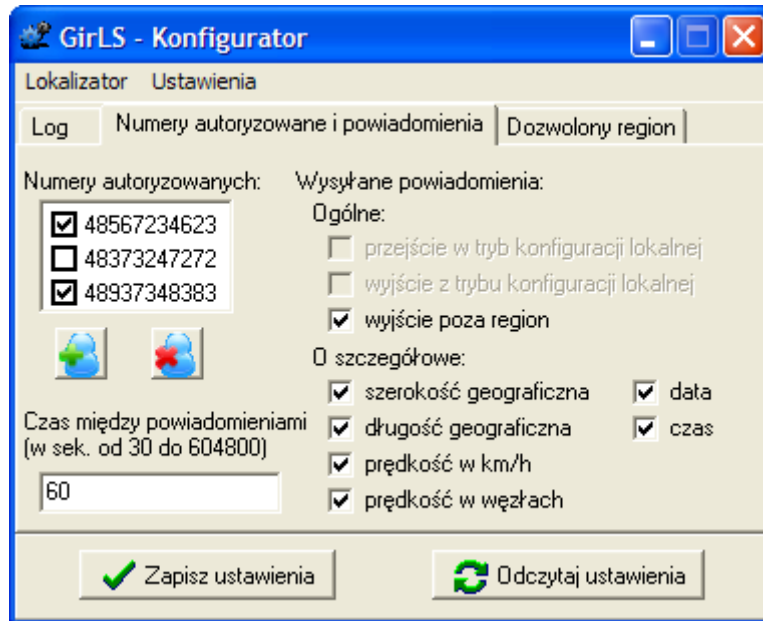 GirLS - Konfigurator
Lokalizator Ustawienia
Log Numery autoryzowane i powiadomienia Dozwolony region
Numery autoryzowanych:
48567234623
48373247272
48937348383
Czas między powiadomieniami
(w sek. od 30 do 604800)
60
Wysyłane powiadomienia:
Ogólne:
przejście w tryb konfiguracji lokalnej
wyjście z trybu konfiguracji lokalnej
wyjście poza region
O szczegółowe:
szerokość geograficzna data
długość geograficzna czas
prędkość w km/h
prędkość w węzłach
Zapisz ustawienia Odczytaj ustawienia